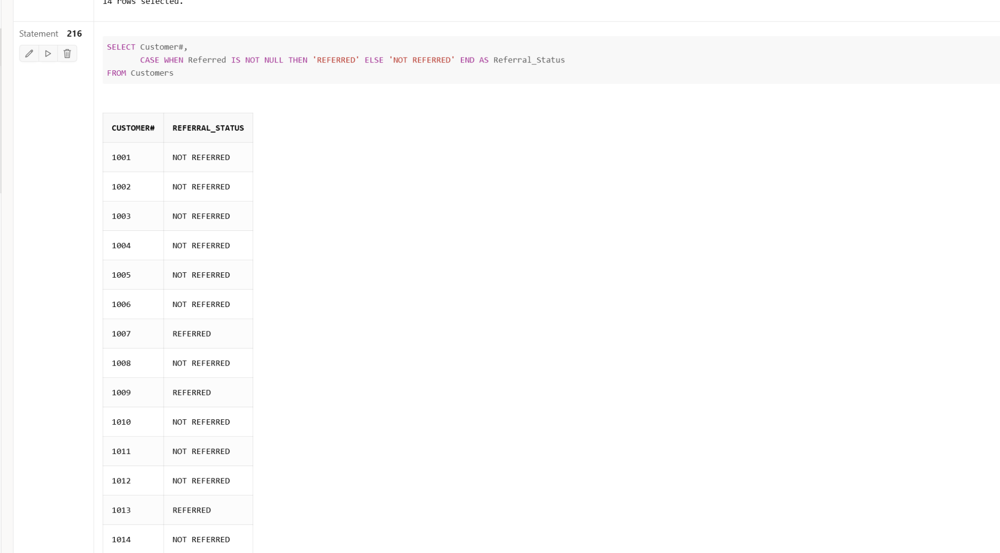 14 rows selected.
Statement 216
SELECT Customer#,
CASE WHEN Referred IS NOT NULL THEN 'REFERRED' ELSE 'NOT REFERRED' END AS Referral_Status
FROM Customers
CUSTOMER# REFERRAL_STATUS
1001 NOT REFERRED
1002 NOT REFERRED
1003 NOT REFERRED
1004 NOT REFERRED
1005 NOT REFERRED
1006 NOT REFERRED
1007 REFERRED
1008 NOT REFERRED
1009 REFERRED
1010 NOT REFERRED
1011 NOT REFERRED
1012 NOT REFERRED
1013 REFERRED
1014 NOT REFERRED